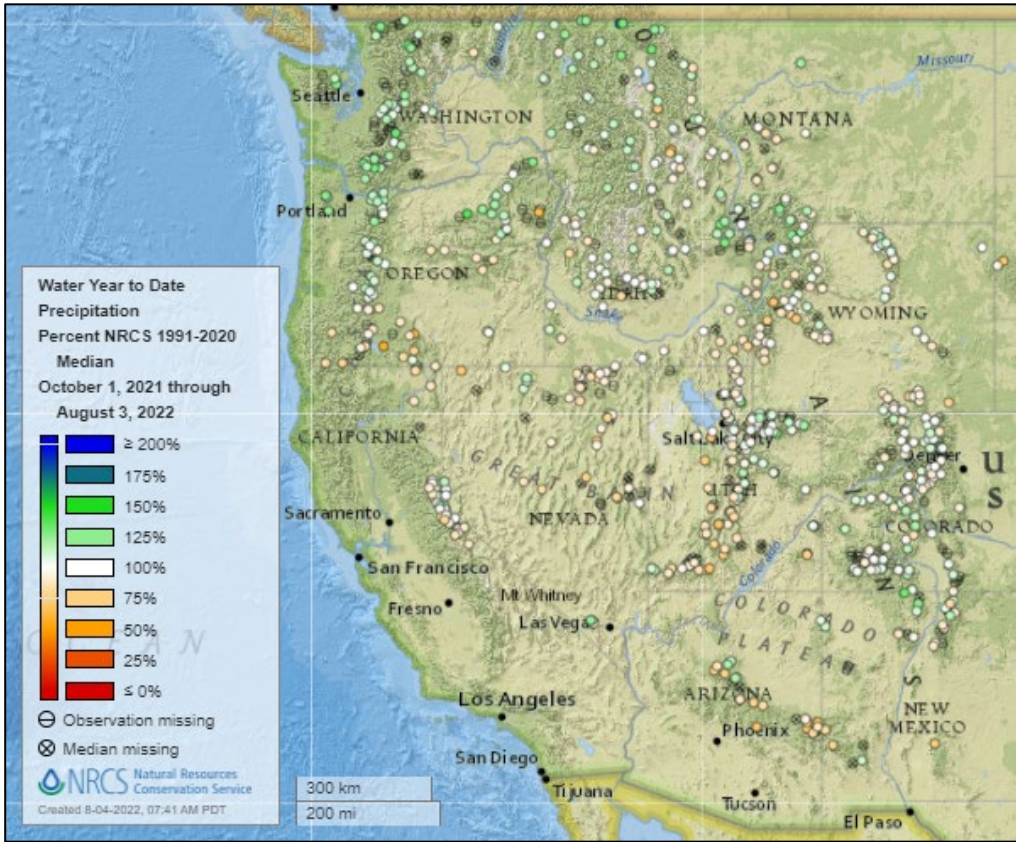 Missouri
Columbia
Seattle
WASHINGTON
MONTANA
Portland
OREGON
IDAHO
Snake
WYOMING
Water Year to Date
Precipitation
Percent NRCS 1991-2020
Median
October 1, 2021 through
August 3, 2022
≥ 200%
175%
150%
125%
100%
75%
50%
25%
≤ 0%
Observation missing
Median missing
NRCS Natural Resources
Conservation Service
Created 8-04-2022, 07:41 AM PDT
CALIFORNIA
Salt Lake City
GREAT BASIN
UTAH
Denver
U
S
NEVADA
COLORADO
Sacramento
San Francisco
Colorado
Fresno
Mt Whitney
Las Vegas
COLORADO
PLATEAU
OCEAN
Los Angeles
ARIZONA
NEW
MEXICO
Phoenix
San Diego
Tijuana
300 km
200 mi
Tucson
El Paso